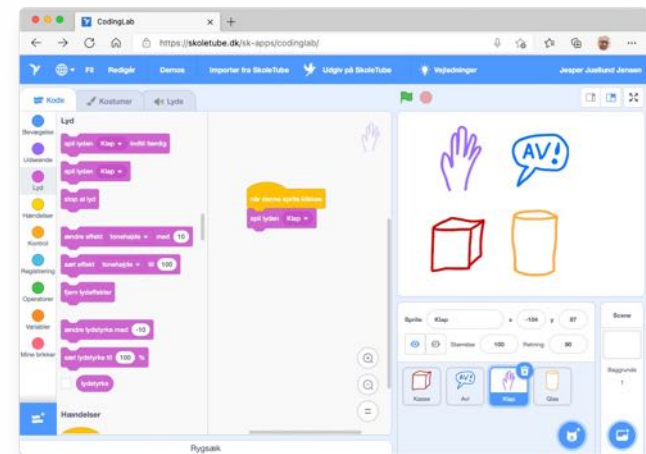 CodingLab
https://skoletube.dk/sk-apps/codinglab/
Fil Redigér Demos Importer fra SkoleTube Udgiv på SkoleTube Vejledninger Jesper Juellund Jensen
Kode Kostumer Lyde
Bevægelse
Udseende
Lyd
Hændelser
Kontrol
Registrering
Operatorer
Variabler
Mine brikker
Lyd
spil lyden Klap indtil færdig
spil lyden Klap
stop al lyd
ændre effekt tonehøjde med 10
sæt effekt tonehøjde til 100
fjern lydeffekter
ændre lydstyrke med -10
sæt lydstyrke til 100 %
lydstyrke
Hændelser
når denne sprite klikkes
spil lyden Klap
AV!
Sprite Klap x -104 y 87
Størrelse 100 Retning 90
Kasse Av! Klap Glas
Scene
Baggrunde
1
Rygsæk